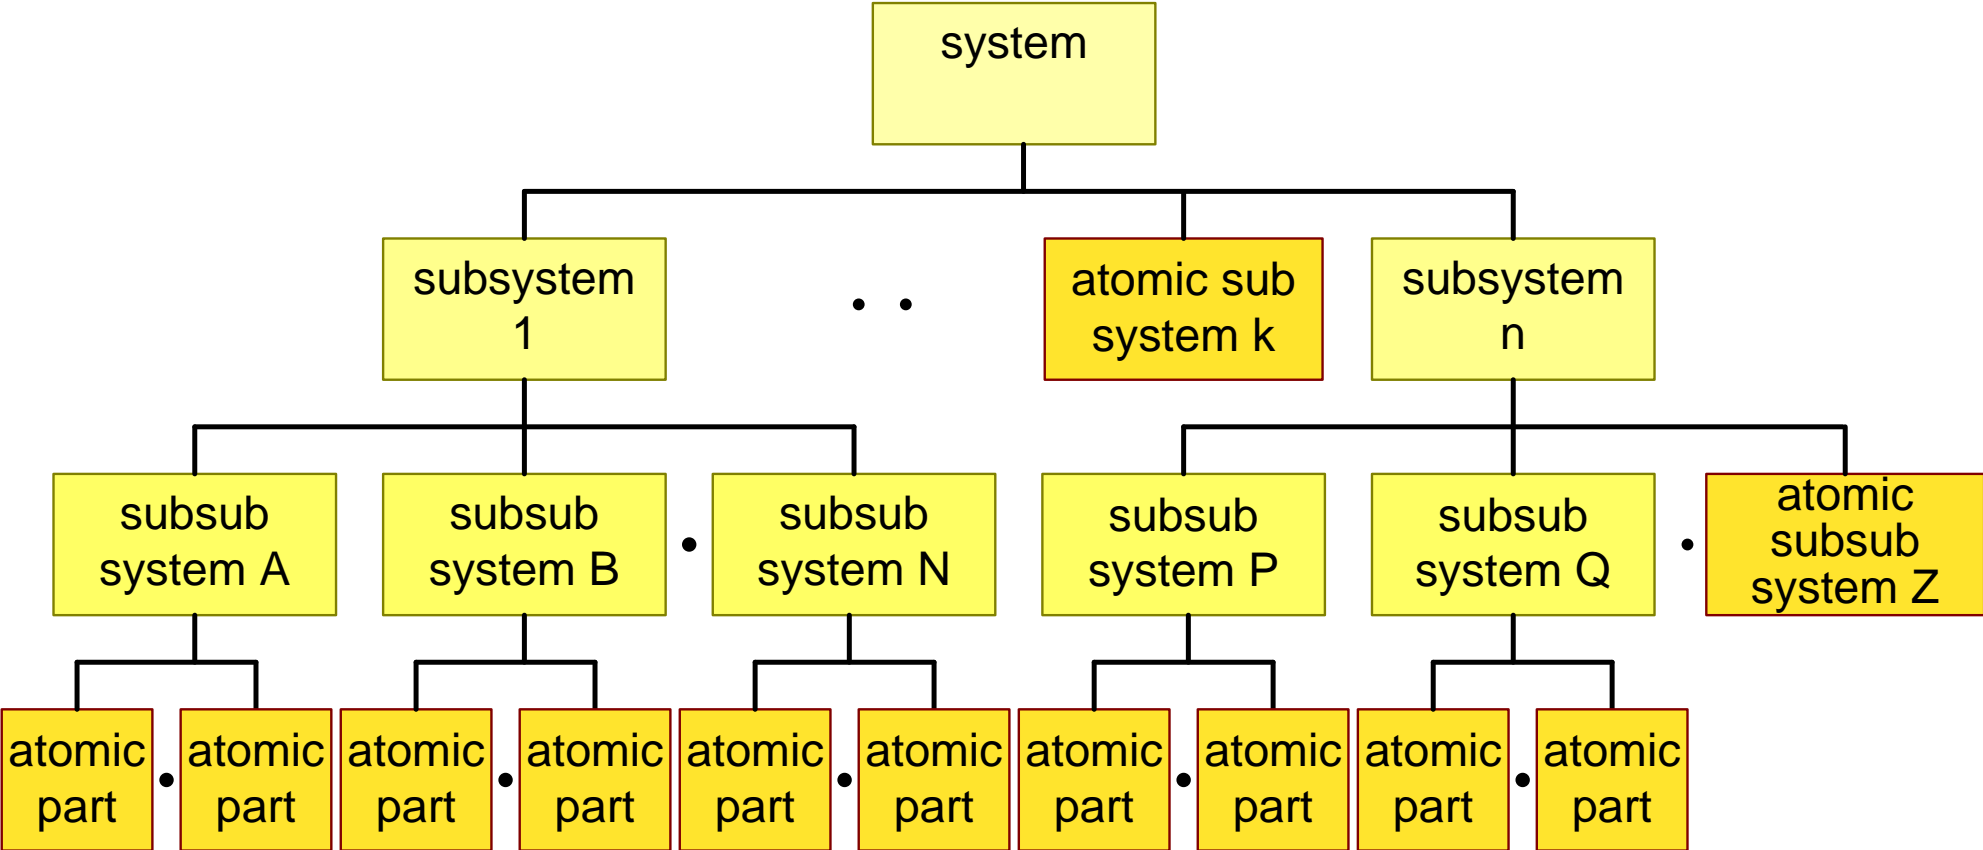 system
subsystem
1
. .
atomic sub
system k
subsystem
n
subsub
system A
subsub
system B
.
subsub
system N
subsub
system P
subsub
system Q
.
atomic
subsub
system Z
atomic
part
.
atomic
part
atomic
part
.
atomic
part
atomic
part
.
atomic
part
atomic
part
.
atomic
part
atomic
part
.
atomic
part